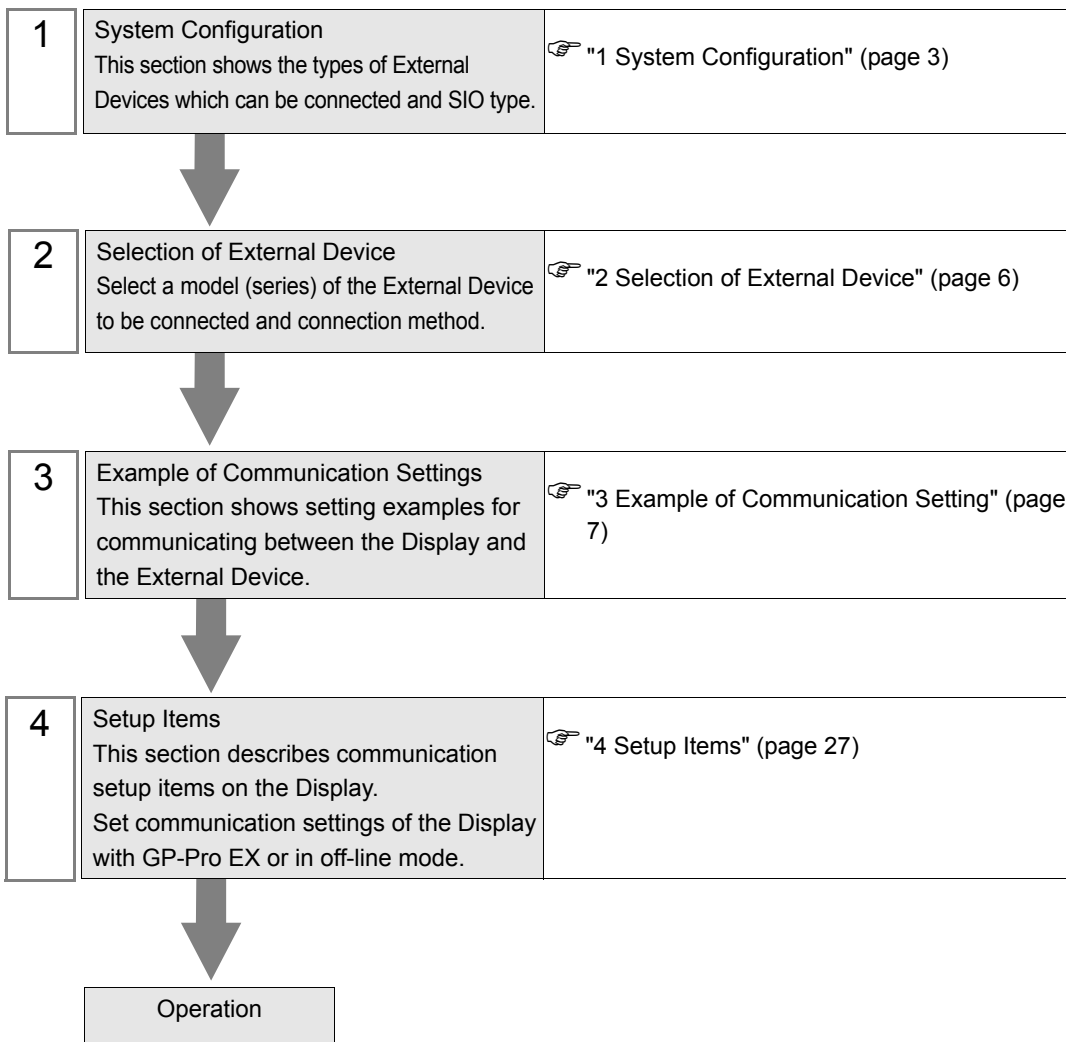 1
System Configuration
This section shows the types of External
Devices which can be connected and SIO type.
"1 System Configuration" (page 3)
2
Selection of External Device
Select a model (series) of the External Device
to be connected and connection method.
"2 Selection of External Device" (page 6)
3
Example of Communication Settings
This section shows setting examples for
communicating between the Display and
the External Device.
"3 Example of Communication Setting" (page
7)
4
Setup Items
This section describes communication
setup items on the Display.
Set communication settings of the Display
with GP-Pro EX or in off-line mode.
"4 Setup Items" (page 27)
Operation